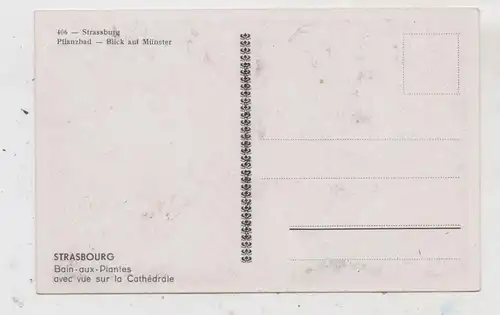 406 — Strassburg
Pflanzbad — Blick auf Münster
STRASBOURG
Bain-aux-Plantes
avec vue sur la Cathédrale